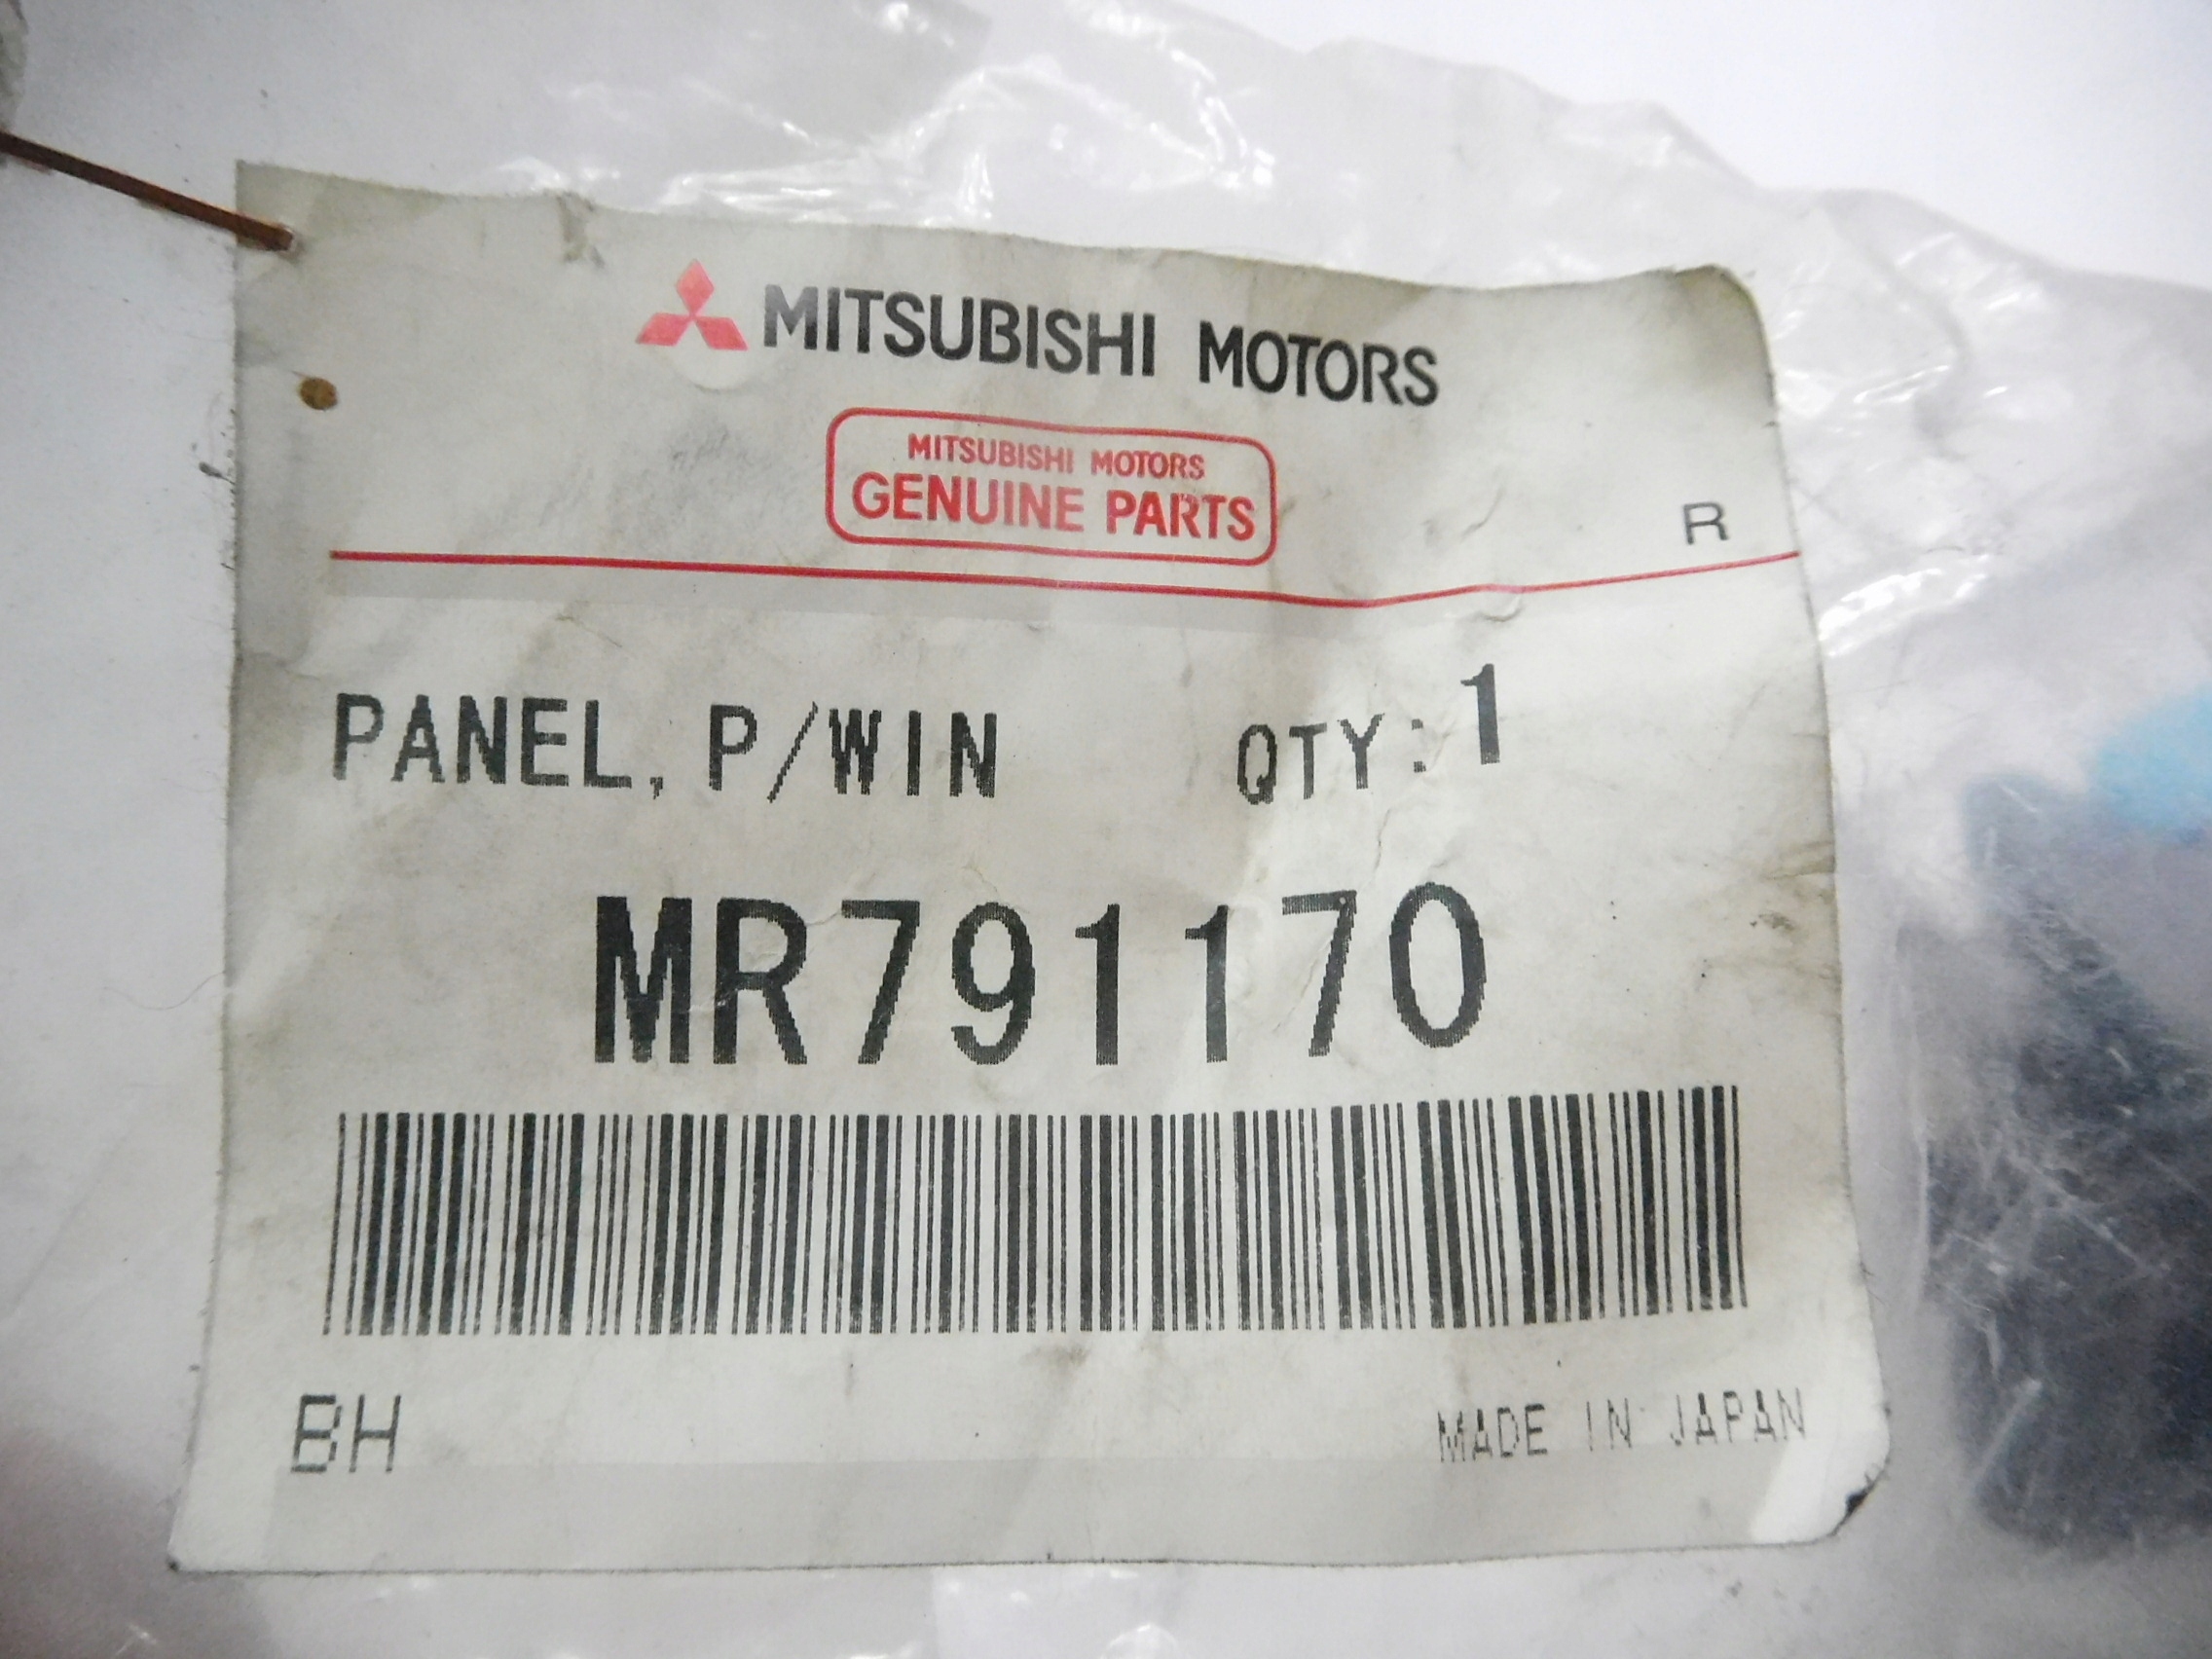 MITSUBISHI MOTORS
MITSUBISHI MOTORS
GENUINE PARTS
R
PANEL, P/WIN QTY: 1
MR791170
BH MADE IN JAPAN